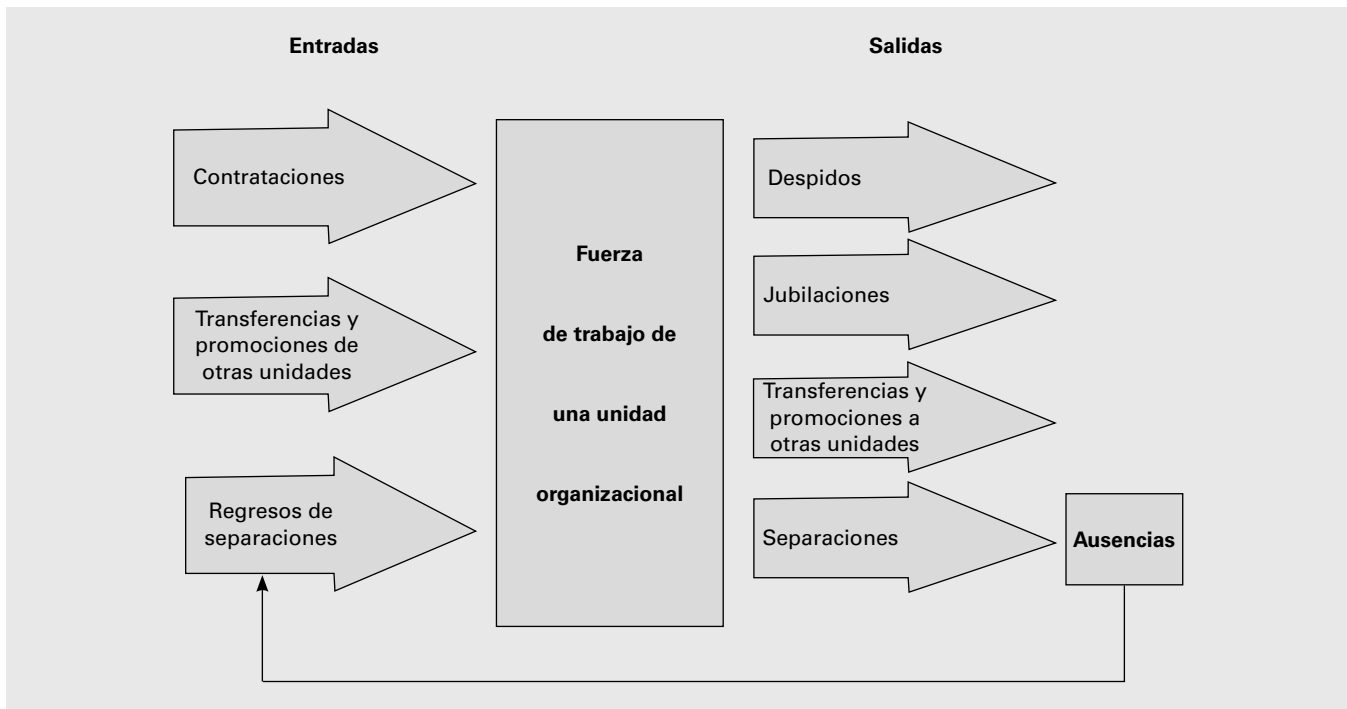 Entradas
Salidas
Contrataciones
Transferencias y
promociones de
otras unidades
Regresos de
separaciones
Fuerza
de trabajo de
una unidad
organizacional
Despidos
Jubilaciones
Transferencias y
promociones a
otras unidades
Separaciones
Ausencias